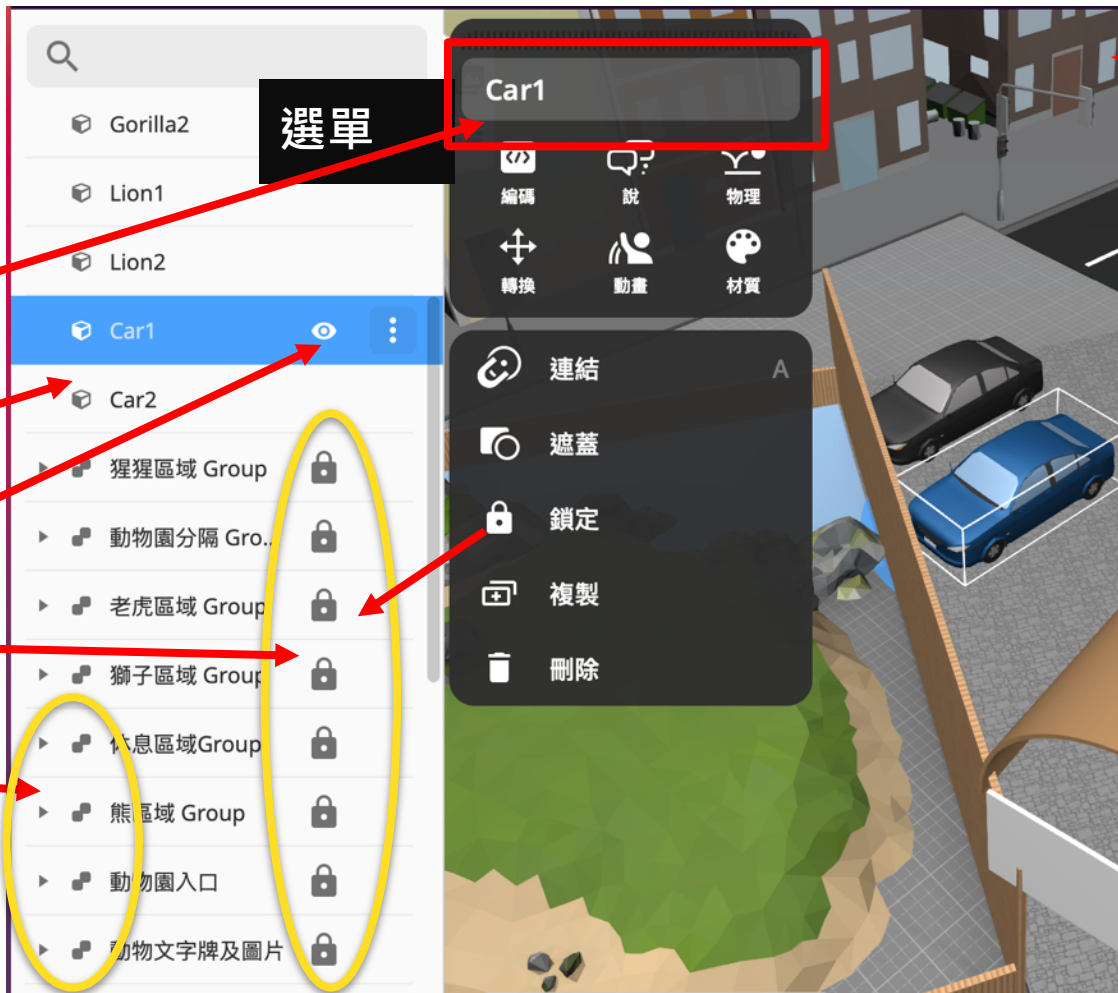 Gorilla2
選單
Lion1
Lion2
Car1
Car2
猩猩區域 Group
動物園分隔 Gro..
老虎區域 Group
獅子區域 Group
休息區域Group
熊區域 Group
動物園入口
動物文字牌及圖片
Car1
編碼
說
物理
轉換
動畫
材質
連結 A
遮蓋
鎖定
複製
刪除